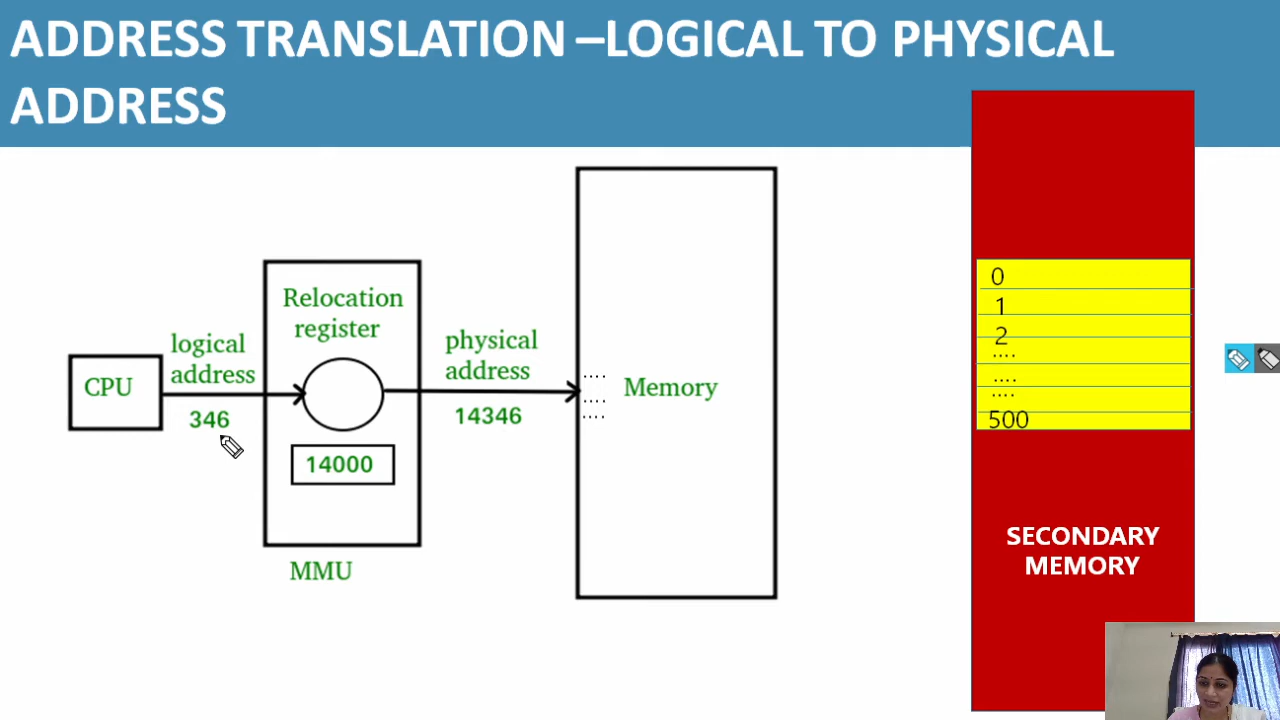 ADDRESS TRANSLATION –LOGICAL TO PHYSICAL
ADDRESS
CPU
logical
address
346
Relocation
register
14000
MMU
physical
address
14346
....
....
....
Memory
0
1
2
....
....
....
500
SECONDARY
MEMORY